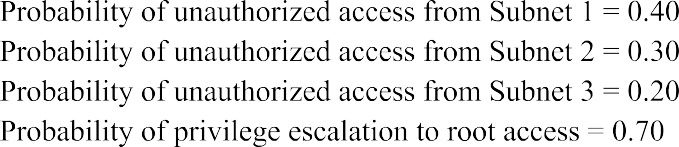 Probability of unauthorized access from Subnet 1 = 0.40
Probability of unauthorized access from Subnet 2 = 0.30
Probability of unauthorized access from Subnet 3 = 0.20
Probability of privilege escalation to root access = 0.70